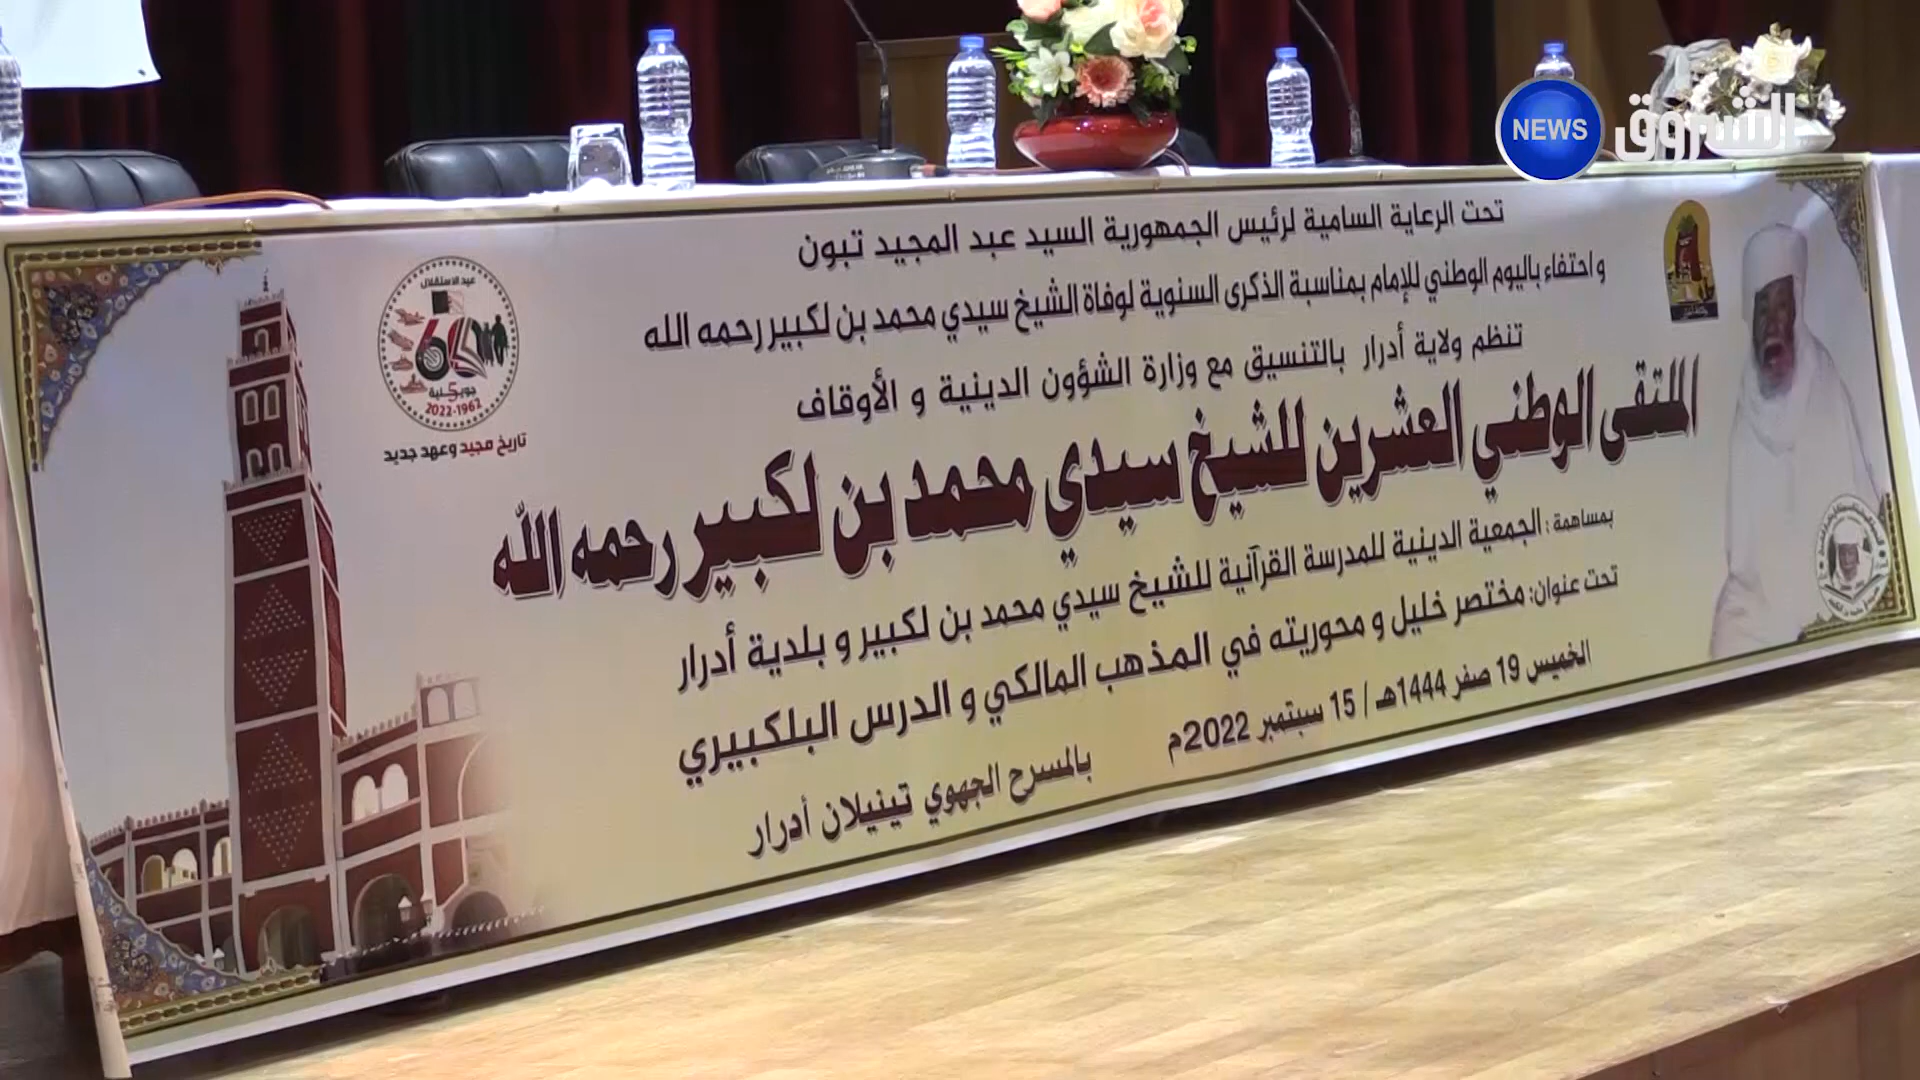 NEWS الشروق
تحت الرعاية السامية لرئيس الجمهورية السيد عبد المجيد تبون
و احتفاء باليوم الوطني للإمام بمناسبة الذكرى السنوية لوفاة الشيخ سيدي محمد بن لكبير رحمه الله
تنظم ولاية أدرار بالتنسيق مع وزارة الشؤون الدينية و الأوقاف
الملتقى الوطني العشرين للشيخ سيدي محمد بن لكبير رحمه الله
بمساهمة : الجمعية الدينية للمدرسة القرآنية للشيخ سيدي محمد بن لكبير و بلدية أدرار
تحت عنوان: مختصر خليل و محوريته في المذهب المالكي و الدرس البلكبيري
الخميس 19 صفر 1444هـ / 15 سبتمبر 2022م
بالمسرح الجهوي تينيلان أدرار
عيد الاستقلال
60
5 جويلية
2022-1962
تاريخ مجيد وعهد جديد